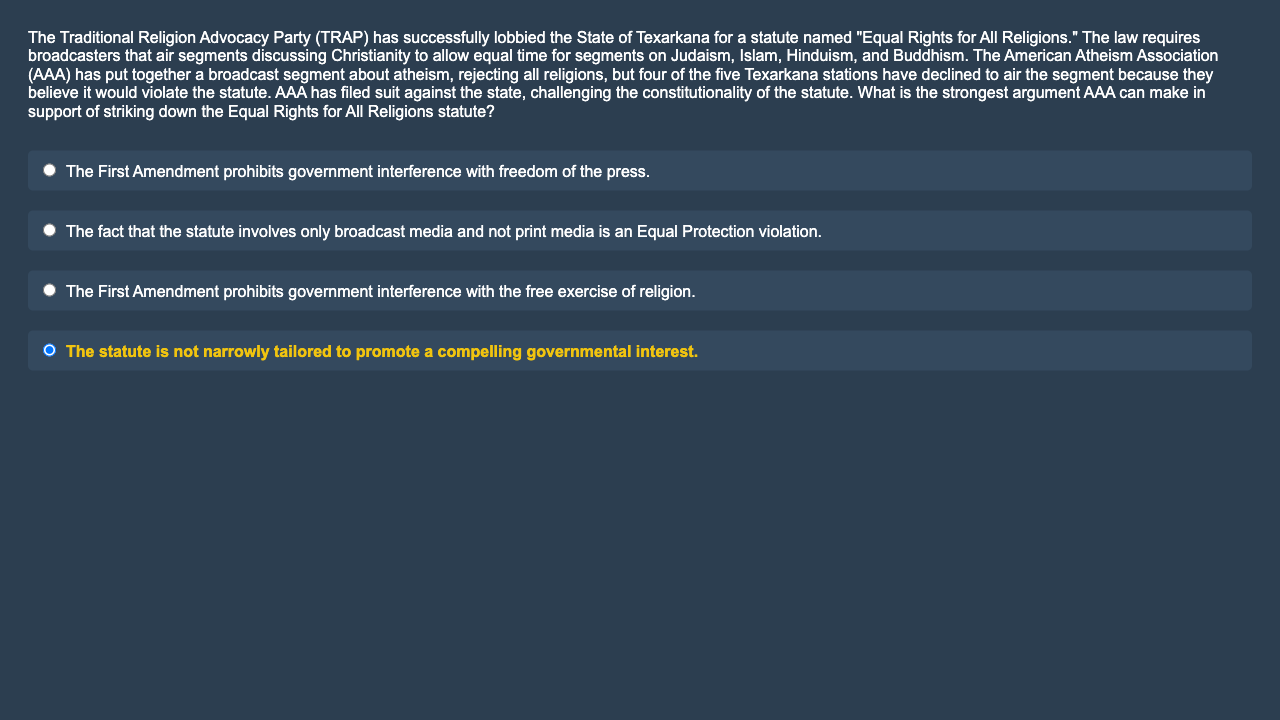 The Traditional Religion Advocacy Party (TRAP) has successfully lobbied the State of Texarkana for a statute named "Equal Rights for All Religions." The law requires
broadcasters that air segments discussing Christianity to allow equal time for segments on Judaism, Islam, Hinduism, and Buddhism. The American Atheism Association
(AAA) has put together a broadcast segment about atheism, rejecting all religions, but four of the five Texarkana stations have declined to air the segment because they
believe it would violate the statute. AAA has filed suit against the state, challenging the constitutionality of the statute. What is the strongest argument AAA can make in
support of striking down the Equal Rights for All Religions statute?
The First Amendment prohibits government interference with freedom of the press.
The fact that the statute involves only broadcast media and not print media is an Equal Protection violation.
The First Amendment prohibits government interference with the free exercise of religion.
The statute is not narrowly tailored to promote a compelling governmental interest.